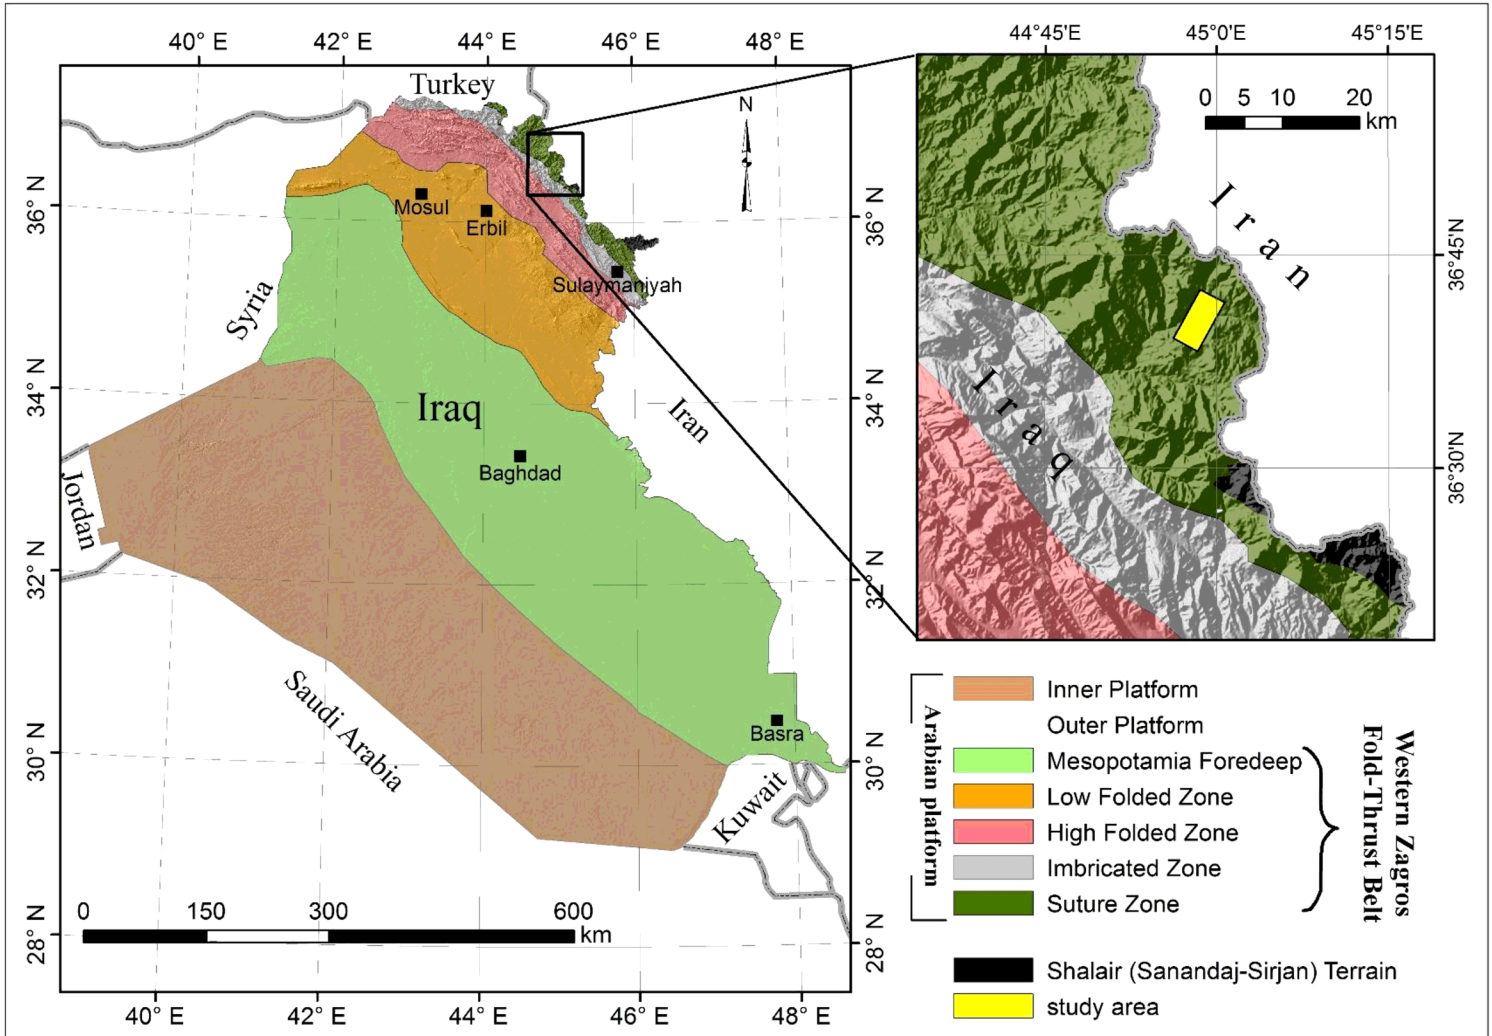 40° E 42° E 44° E 46° E 48° E
44°45'E 45°0'E 45°15'E
Turkey
N
0 5 10 20
km
36° N
36° N
Mosul
Erbil
Sulaymaniyah
Iran
36°45'N
Syria
34° N
34° N
Iraq
Iran
Iraq
Baghdad
36°30'N
Jordan
32° N
32° N
Saudi Arabia
Basra
30° N
30° N
Kuwait
0 150 300 600
km
28° N
28° N
40° E 42° E 44° E 46° E 48° E
Arabian platform
Inner Platform
Outer Platform
Mesopotamia Foredeep
Low Folded Zone
High Folded Zone
Imbricated Zone
Suture Zone
Western Zagros
Fold-Thrust Belt
Shalair (Sanandaj-Sirjan) Terrain
study area